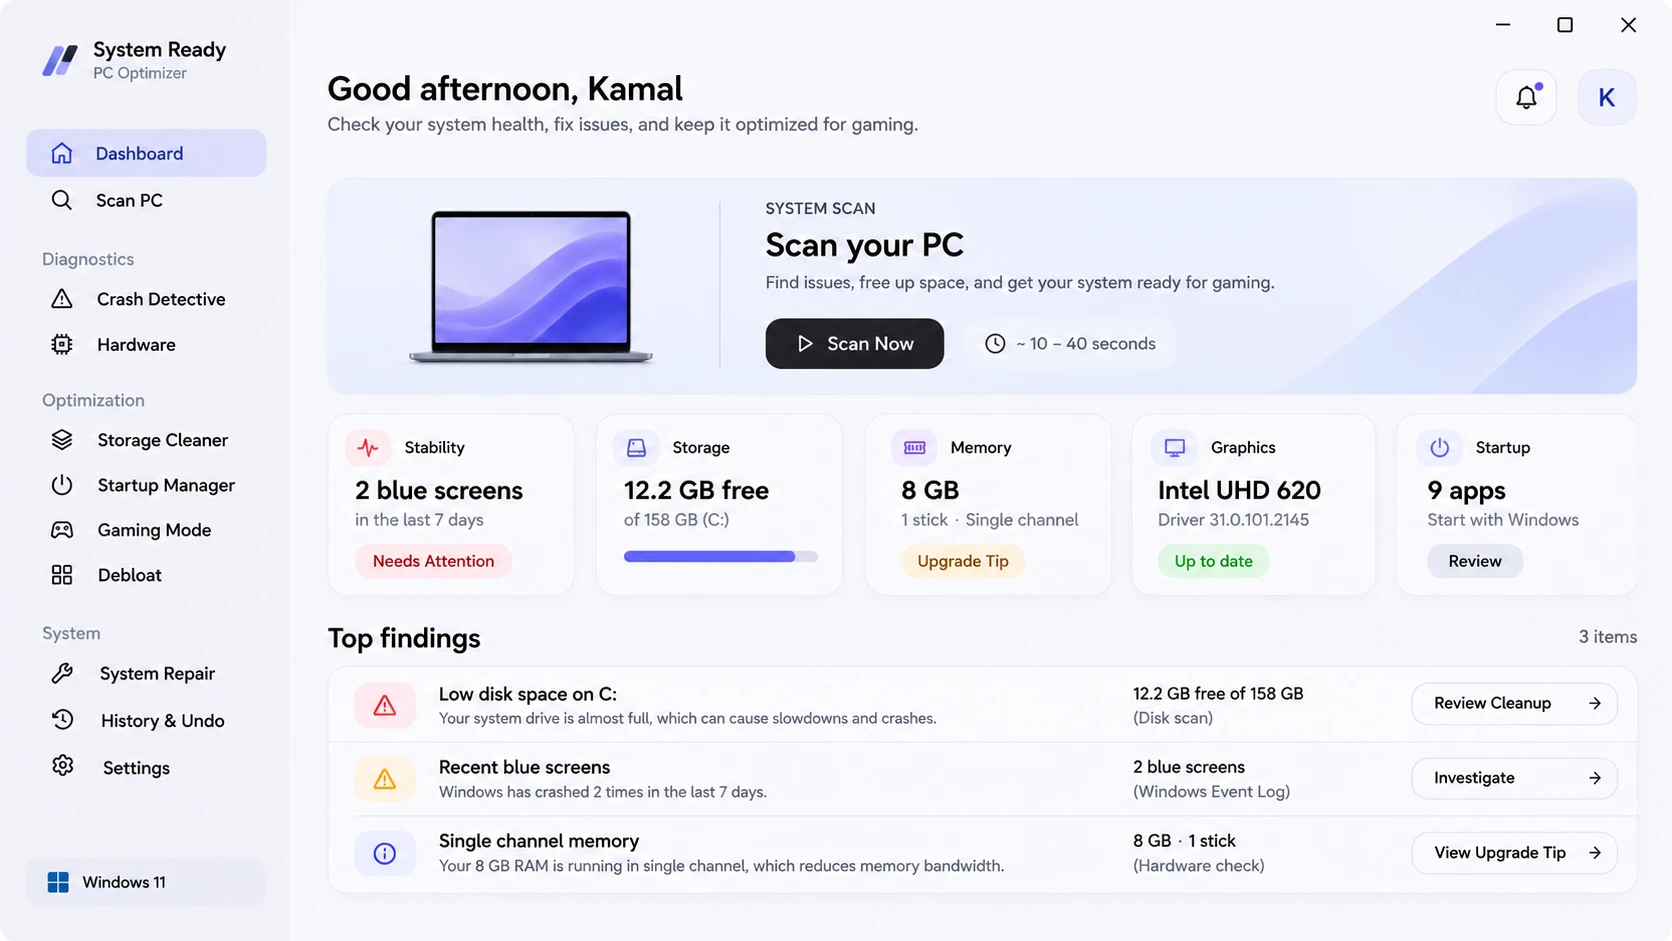 System Ready
PC Optimizer
Dashboard
Scan PC
Diagnostics
Crash Detective
Hardware
Optimization
Storage Cleaner
Startup Manager
Gaming Mode
Debloat
System
System Repair
History & Undo
Settings
Windows 11
Good afternoon, Kamal
Check your system health, fix issues, and keep it optimized for gaming.
K
SYSTEM SCAN
Scan your PC
Find issues, free up space, and get your system ready for gaming.
Scan Now
~ 10 – 40 seconds
Stability
2 blue screens
in the last 7 days
Needs Attention
Storage
12.2 GB free
of 158 GB (C:)
Memory
8 GB
1 stick · Single channel
Upgrade Tip
Graphics
Intel UHD 620
Driver 31.0.101.2145
Up to date
Startup
9 apps
Start with Windows
Review
Top findings
3 items
Low disk space on C:
Your system drive is almost full, which can cause slowdowns and crashes.
12.2 GB free of 158 GB
(Disk scan)
Review Cleanup
Recent blue screens
Windows has crashed 2 times in the last 7 days.
2 blue screens
(Windows Event Log)
Investigate
Single channel memory
Your 8 GB RAM is running in single channel, which reduces memory bandwidth.
8 GB · 1 stick
(Hardware check)
View Upgrade Tip